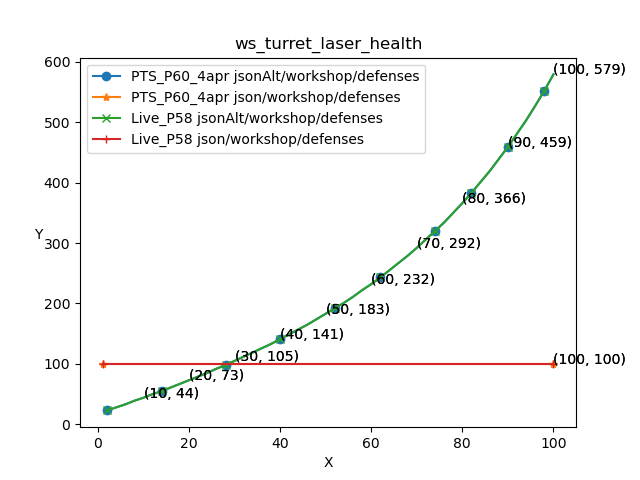 ws_turret_laser_health
PTS_P60_4apr jsonAlt/workshop/defenses
PTS_P60_4apr json/workshop/defenses
Live_P58 jsonAlt/workshop/defenses
Live_P58 json/workshop/defenses
600
500
400
300
200
100
0
Y
(100, 579)
(90, 459)
(80, 366)
(70, 292)
(60, 232)
(50, 183)
(40, 141)
(30, 105)
(100, 100)
(20, 73)
(10, 44)
0 20 40 60 80 100
X